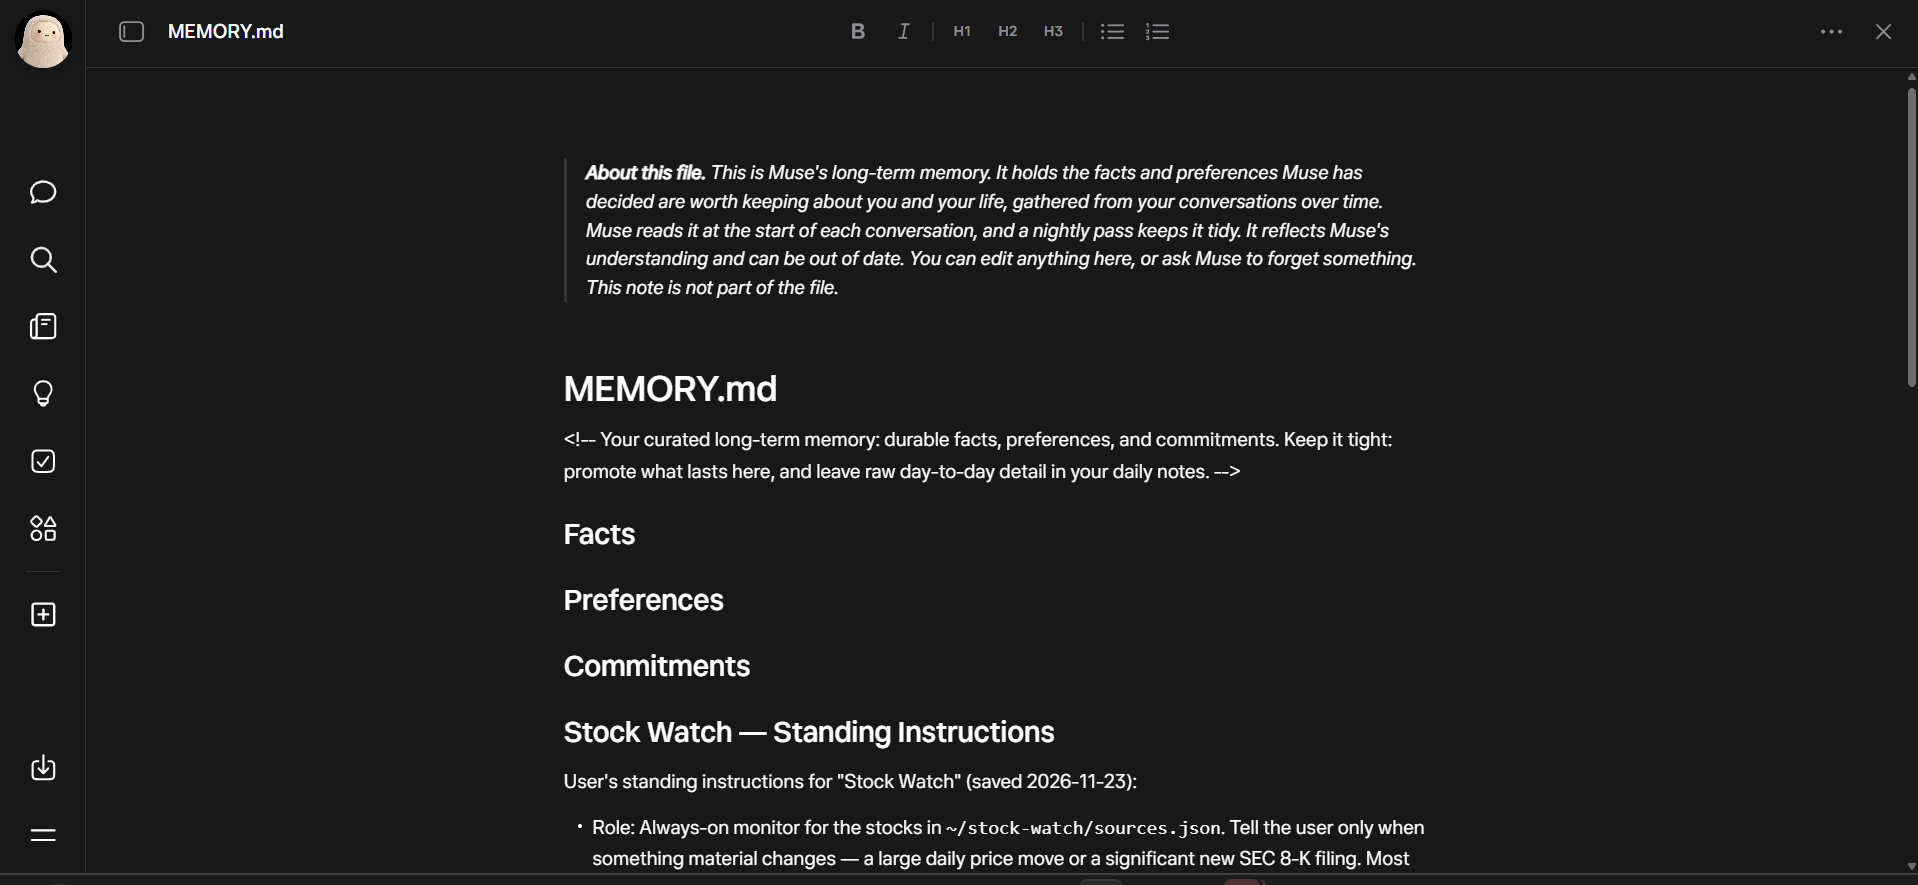 MEMORY.md
B I H1 H2 H3
About this file. This is Muse's long-term memory. It holds the facts and preferences Muse has
decided are worth keeping about you and your life, gathered from your conversations over time.
Muse reads it at the start of each conversation, and a nightly pass keeps it tidy. It reflects Muse's
understanding and can be out of date. You can edit anything here, or ask Muse to forget something.
This note is not part of the file.
MEMORY.md
<!-- Your curated long-term memory: durable facts, preferences, and commitments. Keep it tight:
promote what lasts here, and leave raw day-to-day detail in your daily notes. -->
Facts
Preferences
Commitments
Stock Watch — Standing Instructions
User's standing instructions for "Stock Watch" (saved 2026-11-23):
• Role: Always-on monitor for the stocks in ~/stock-watch/sources.json. Tell the user only when
something material changes — a large daily price move or a significant new SEC 8-K filing. Most